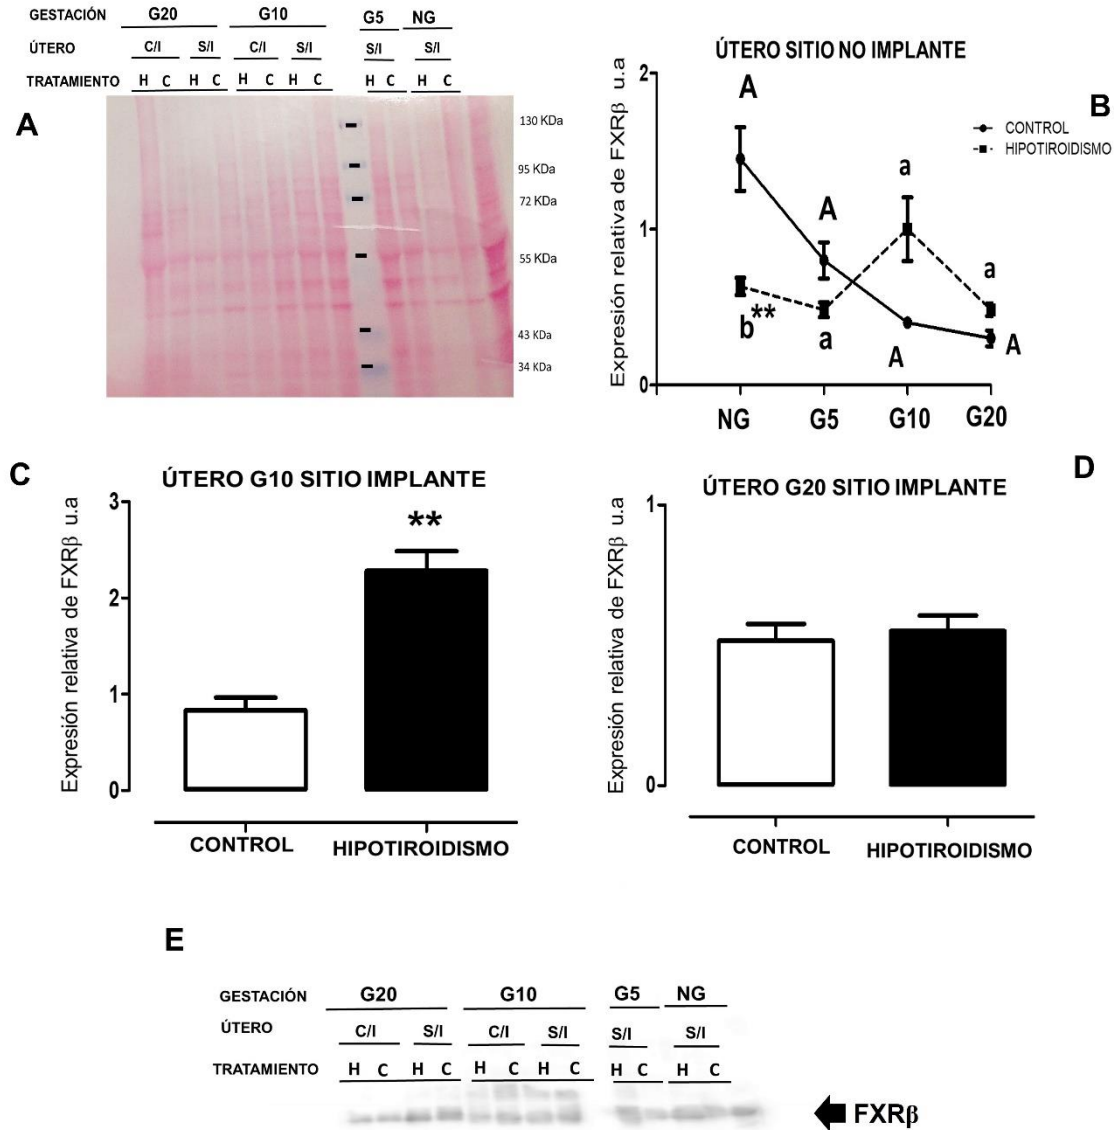 GESTACIÓN G20 G10 G5 NG
ÚTERO C/I S/I C/I S/I S/I S/I
TRATAMIENTO H C H C H C H C H C H C
A
130 KDa
95 KDa
72 KDa
55 KDa
43 KDa
34 KDa
B
ÚTERO SITIO NO IMPLANTE
Expresión relativa de FXRβ u.a
2
1
0
CONTROL
HIPOTIROIDISMO
A
A
a
a
b**
a
A
A
NG G5 G10 G20
C
ÚTERO G10 SITIO IMPLANTE
Expresión relativa de FXRβ u.a
3
2
1
0
**
CONTROL HIPOTIROIDISMO
D
ÚTERO G20 SITIO IMPLANTE
Expresión relativa de FXRβ u.a
1
0
CONTROL HIPOTIROIDISMO
E
GESTACIÓN G20 G10 G5 NG
ÚTERO C/I S/I C/I S/I S/I S/I
TRATAMIENTO H C H C H C H C H C H C
FXRβ